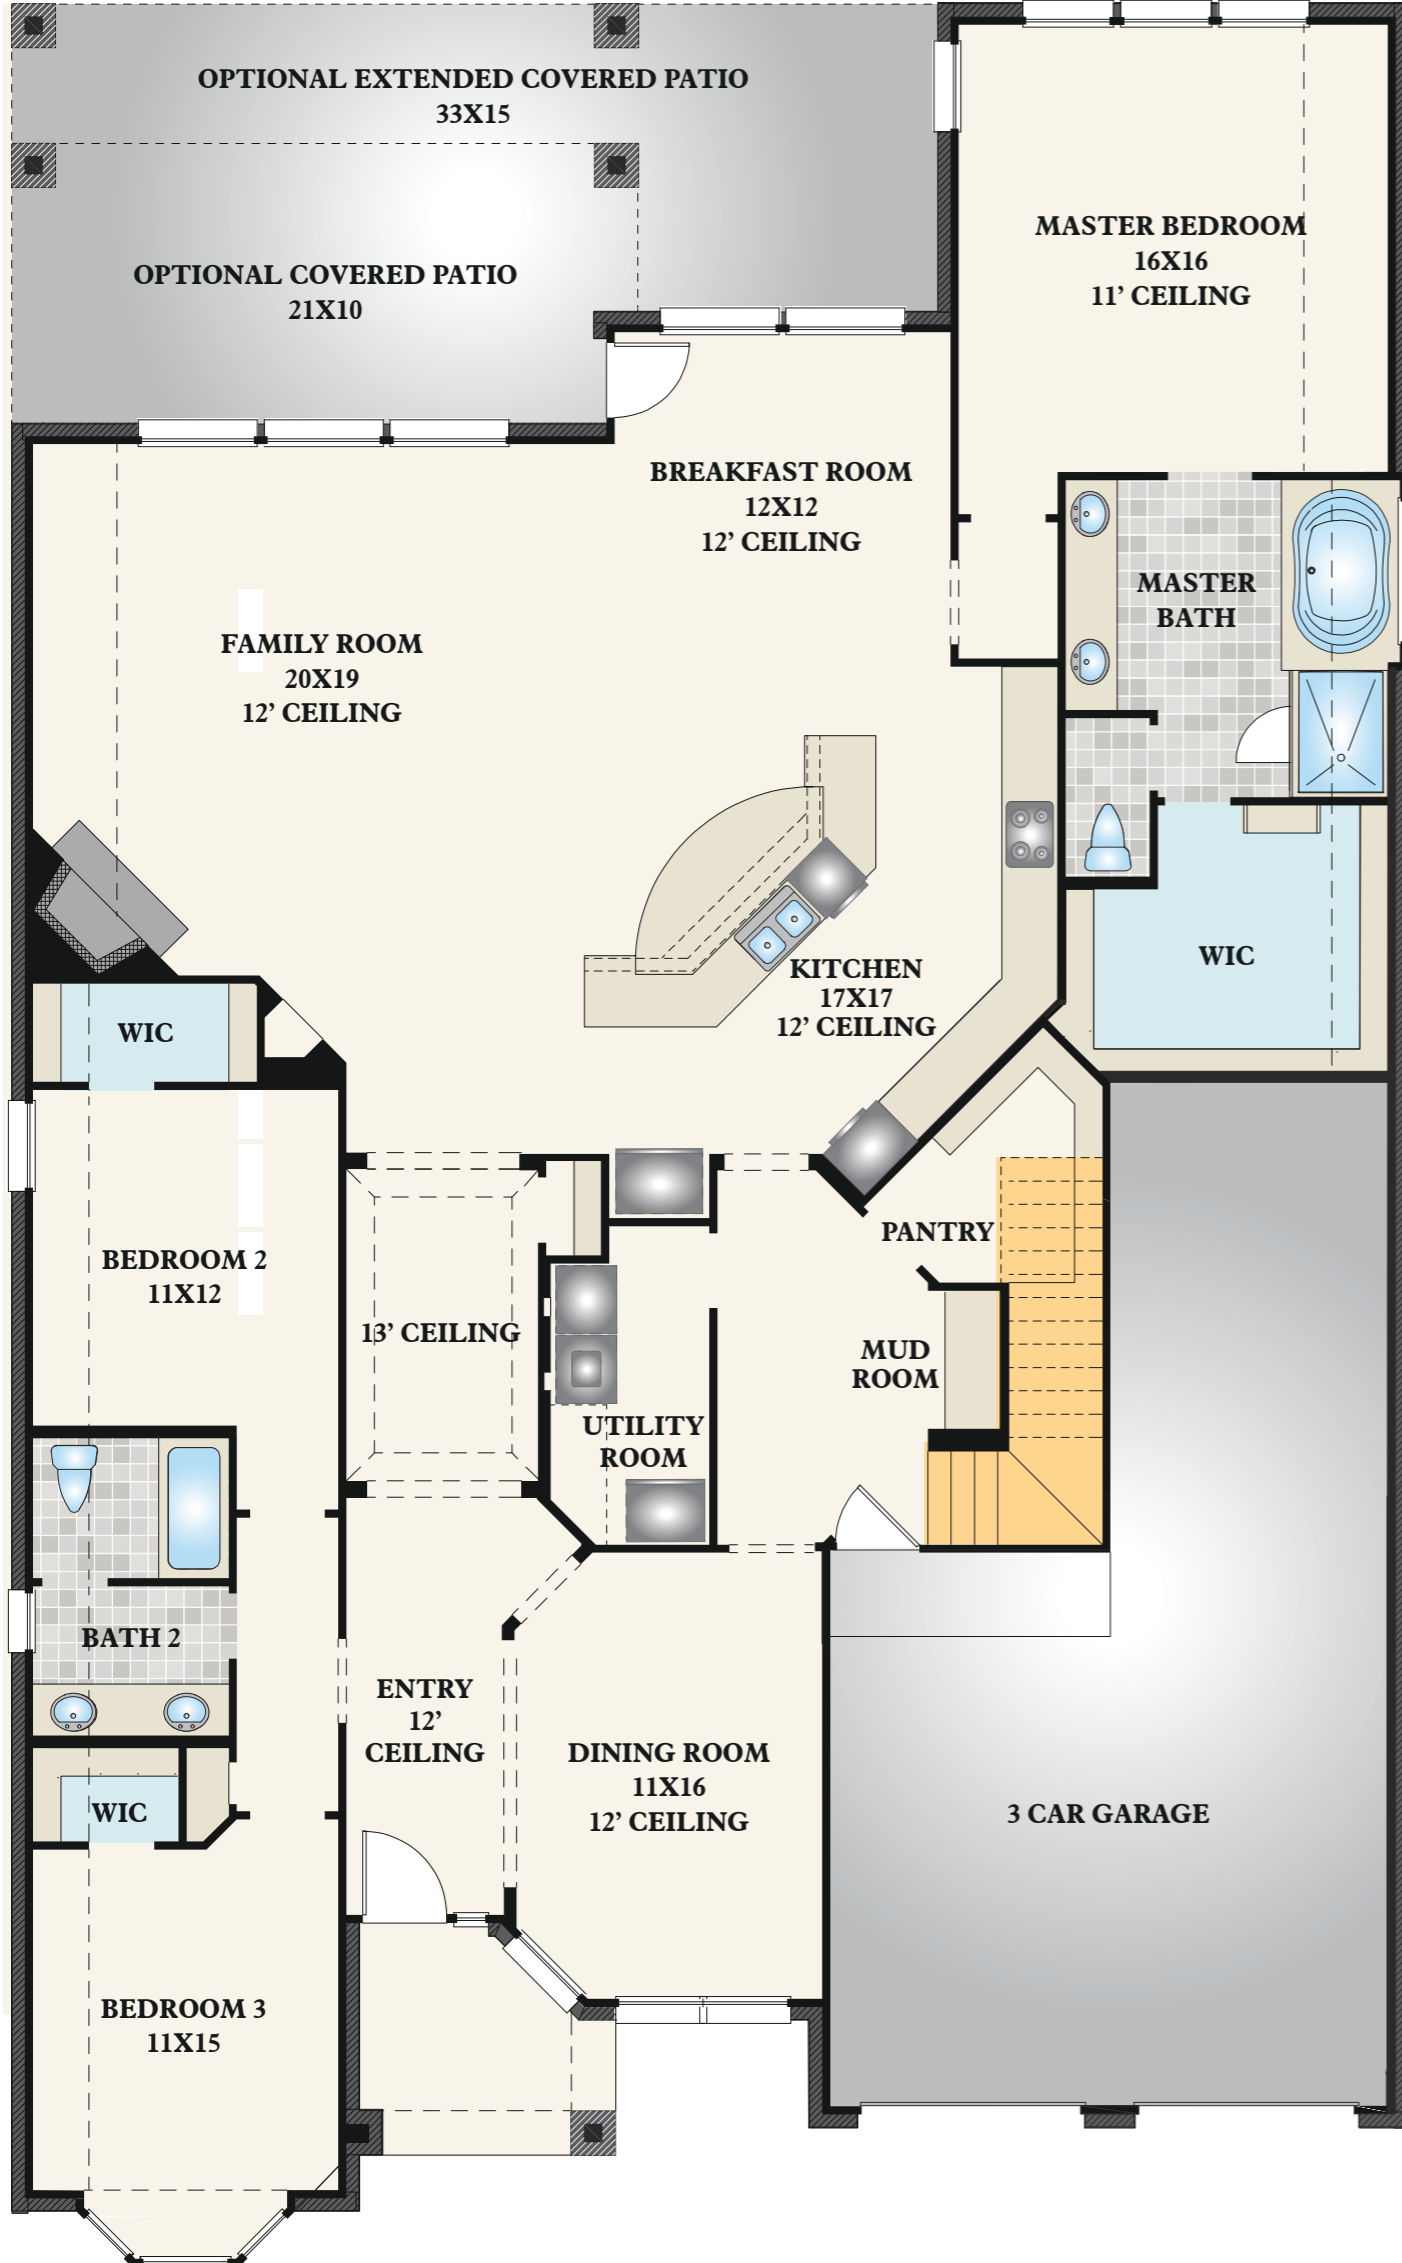 OPTIONAL EXTENDED COVERED PATIO
33X15
MASTER BEDROOM
16X16
11’ CEILING
OPTIONAL COVERED PATIO
21X10
BREAKFAST ROOM
12X12
12’ CEILING
MASTER
BATH
FAMILY ROOM
20X19
12’ CEILING
KITCHEN
17X17
12’ CEILING
WIC
WIC
PANTRY
BEDROOM 2
11X12
13’ CEILING
MUD
ROOM
UTILITY
ROOM
BATH 2
ENTRY
12’
CEILING
DINING ROOM
11X16
12’ CEILING
WIC
3 CAR GARAGE
BEDROOM 3
11X15